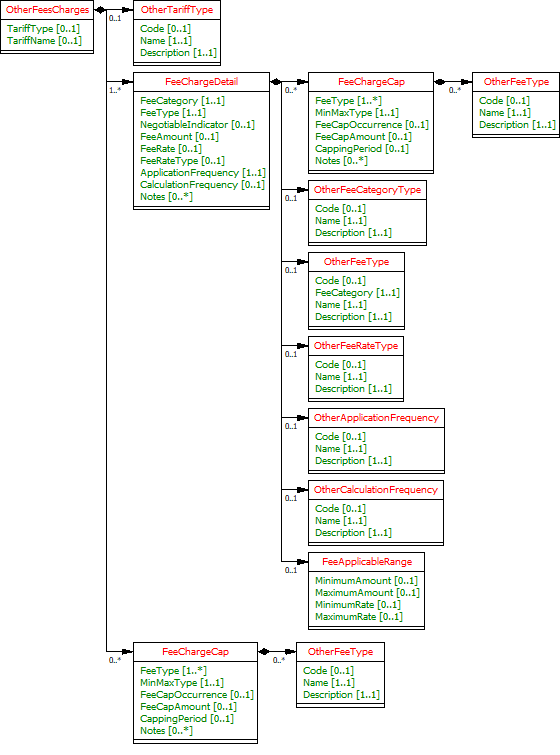 OtherFeesCharges
TariffType [0..1]
TariffName [0..1]
0..1
OtherTariffType
Code [0..1]
Name [1..1]
Description [1..1]
1..*
FeeChargeDetail
FeeCategory [1..1]
FeeType [1..1]
NegotiableIndicator [0..1]
FeeAmount [0..1]
FeeRate [0..1]
FeeRateType [0..1]
ApplicationFrequency [1..1]
CalculationFrequency [0..1]
Notes [0..*]
0..*
FeeChargeCap
FeeType [1..*]
MinMaxType [1..1]
FeeCapOccurrence [0..1]
FeeCapAmount [0..1]
CappingPeriod [0..1]
Notes [0..*]
0..*
OtherFeeType
Code [0..1]
Name [1..1]
Description [1..1]
0..1
OtherFeeCategoryType
Code [0..1]
Name [1..1]
Description [1..1]
0..1
OtherFeeType
Code [0..1]
FeeCategory [1..1]
Name [1..1]
Description [1..1]
0..1
OtherFeeRateType
Code [0..1]
Name [1..1]
Description [1..1]
0..1
OtherApplicationFrequency
Code [0..1]
Name [1..1]
Description [1..1]
0..1
OtherCalculationFrequency
Code [0..1]
Name [1..1]
Description [1..1]
0..1
FeeApplicableRange
MinimumAmount [0..1]
MaximumAmount [0..1]
MinimumRate [0..1]
MaximumRate [0..1]
0..*
FeeChargeCap
FeeType [1..*]
MinMaxType [1..1]
FeeCapOccurrence [0..1]
FeeCapAmount [0..1]
CappingPeriod [0..1]
Notes [0..*]
0..*
OtherFeeType
Code [0..1]
Name [1..1]
Description [1..1]